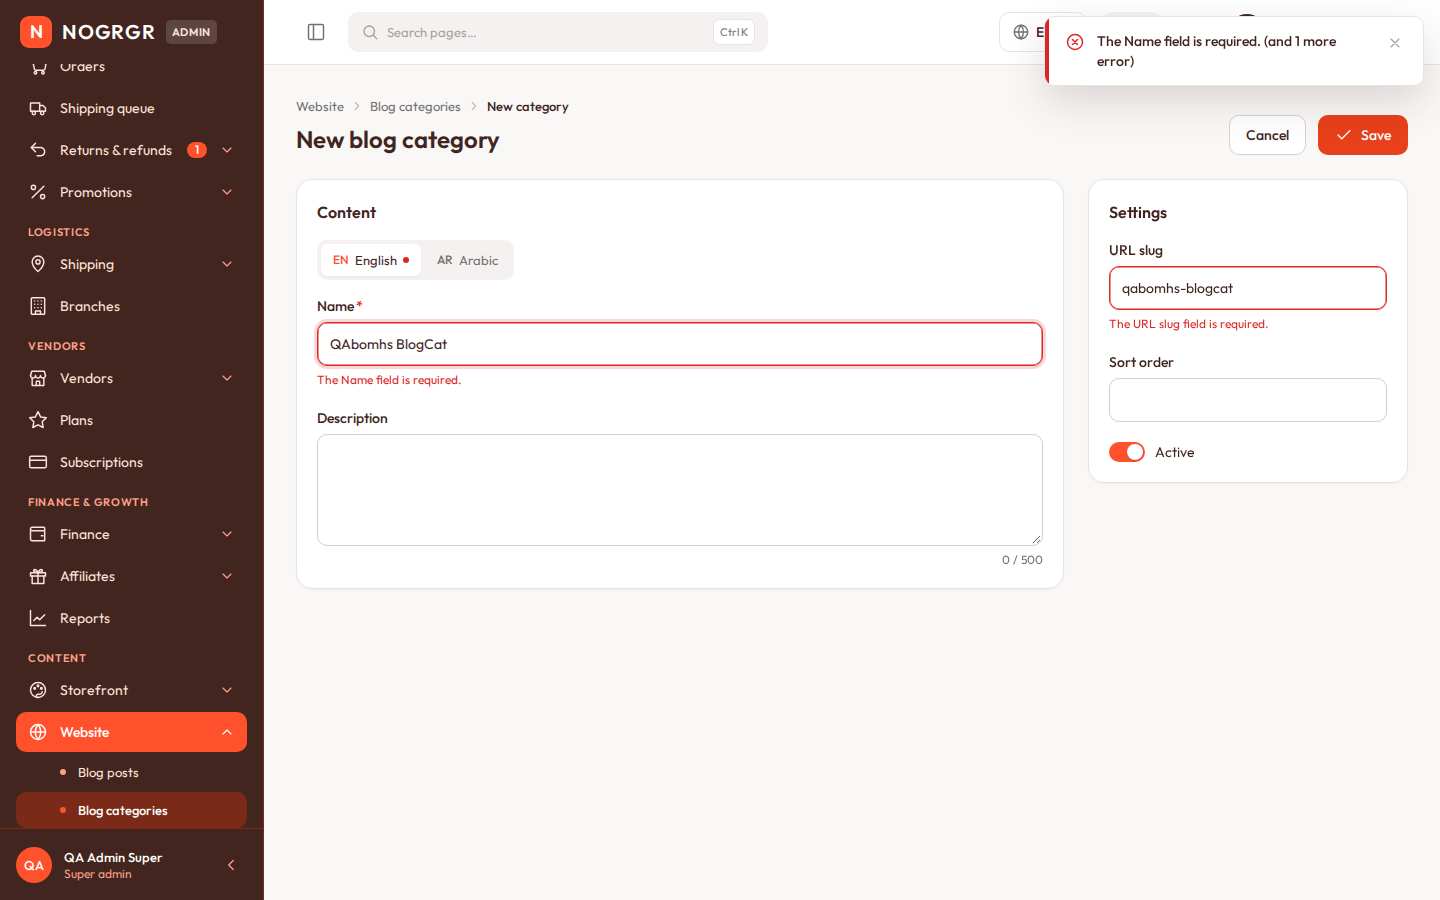 N NOGRGR ADMIN
Orders
Shipping queue
Returns & refunds 1
Promotions
LOGISTICS
Shipping
Branches
VENDORS
Vendors
Plans
Subscriptions
FINANCE & GROWTH
Finance
Affiliates
Reports
CONTENT
Storefront
Website
Blog posts
Blog categories
QA QA Admin Super
Super admin
Search pages...
Ctrl K
The Name field is required. (and 1 more
error)
Website > Blog categories > New category
New blog category
Cancel
Save
Content
EN English
AR Arabic
Name *
QAbomhs BlogCat
The Name field is required.
Description
0 / 500
Settings
URL slug
qabomhs-blogcat
The URL slug field is required.
Sort order
Active